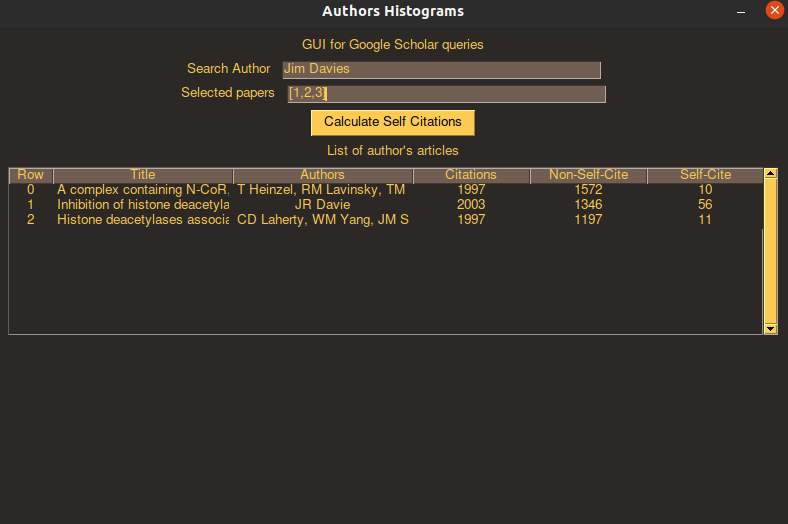 Authors Histograms
GUI for Google Scholar queries
Search Author Jim Davies
Selected papers [1,2,3]
Calculate Self Citations
List of author's articles
Row Title Authors Citations Non-Self-Cite Self-Cite
0 A complex containing N-CoR, T Heinzel, RM Lavinsky, TM 1997 1572 10
1 Inhibition of histone deacetyla JR Davie 2003 1346 56
2 Histone deacetylases associa CD Laherty, WM Yang, JM S 1997 1197 11